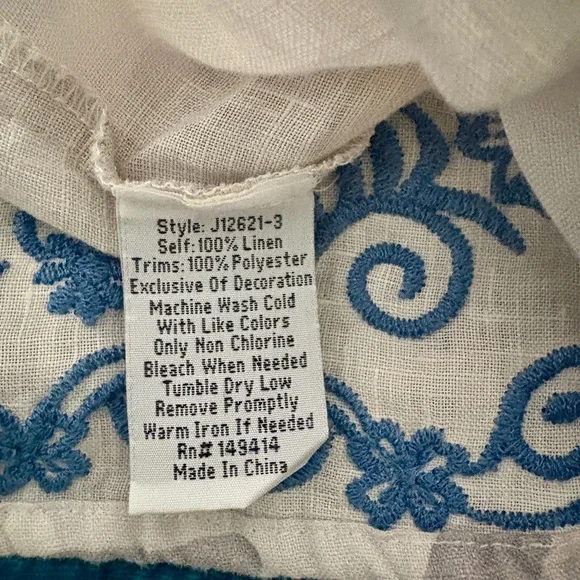 Style: J12621-3
Self: 100% Linen
Trims: 100% Polyester
Exclusive Of Decoration
Machine Wash Cold
With Like Colors
Only Non Chlorine
Bleach When Needed
Tumble Dry Low
Remove Promptly
Warm Iron If Needed
Rn# 149414
Made In China